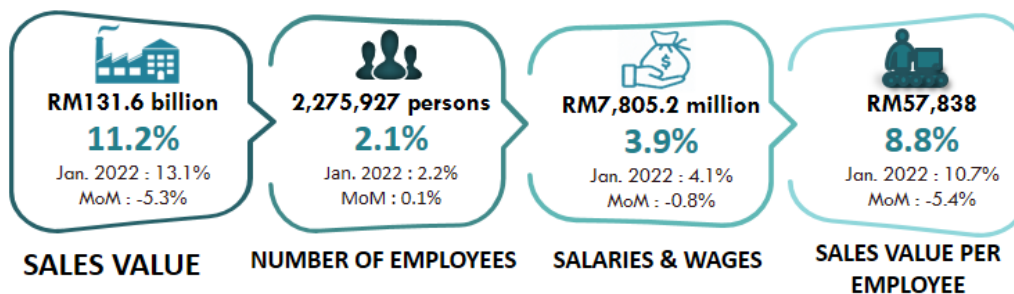 RM131.6 billion
11.2%
Jan. 2022 : 13.1%
MoM : -5.3%
SALES VALUE
2,275,927 persons
2.1%
Jan. 2022 : 2.2%
MoM : 0.1%
NUMBER OF EMPLOYEES
$
RM7,805.2 million
3.9%
Jan. 2022 : 4.1%
MoM : -0.8%
SALARIES & WAGES
RM57,838
8.8%
Jan. 2022 : 10.7%
MoM : -5.4%
SALES VALUE PER
EMPLOYEE